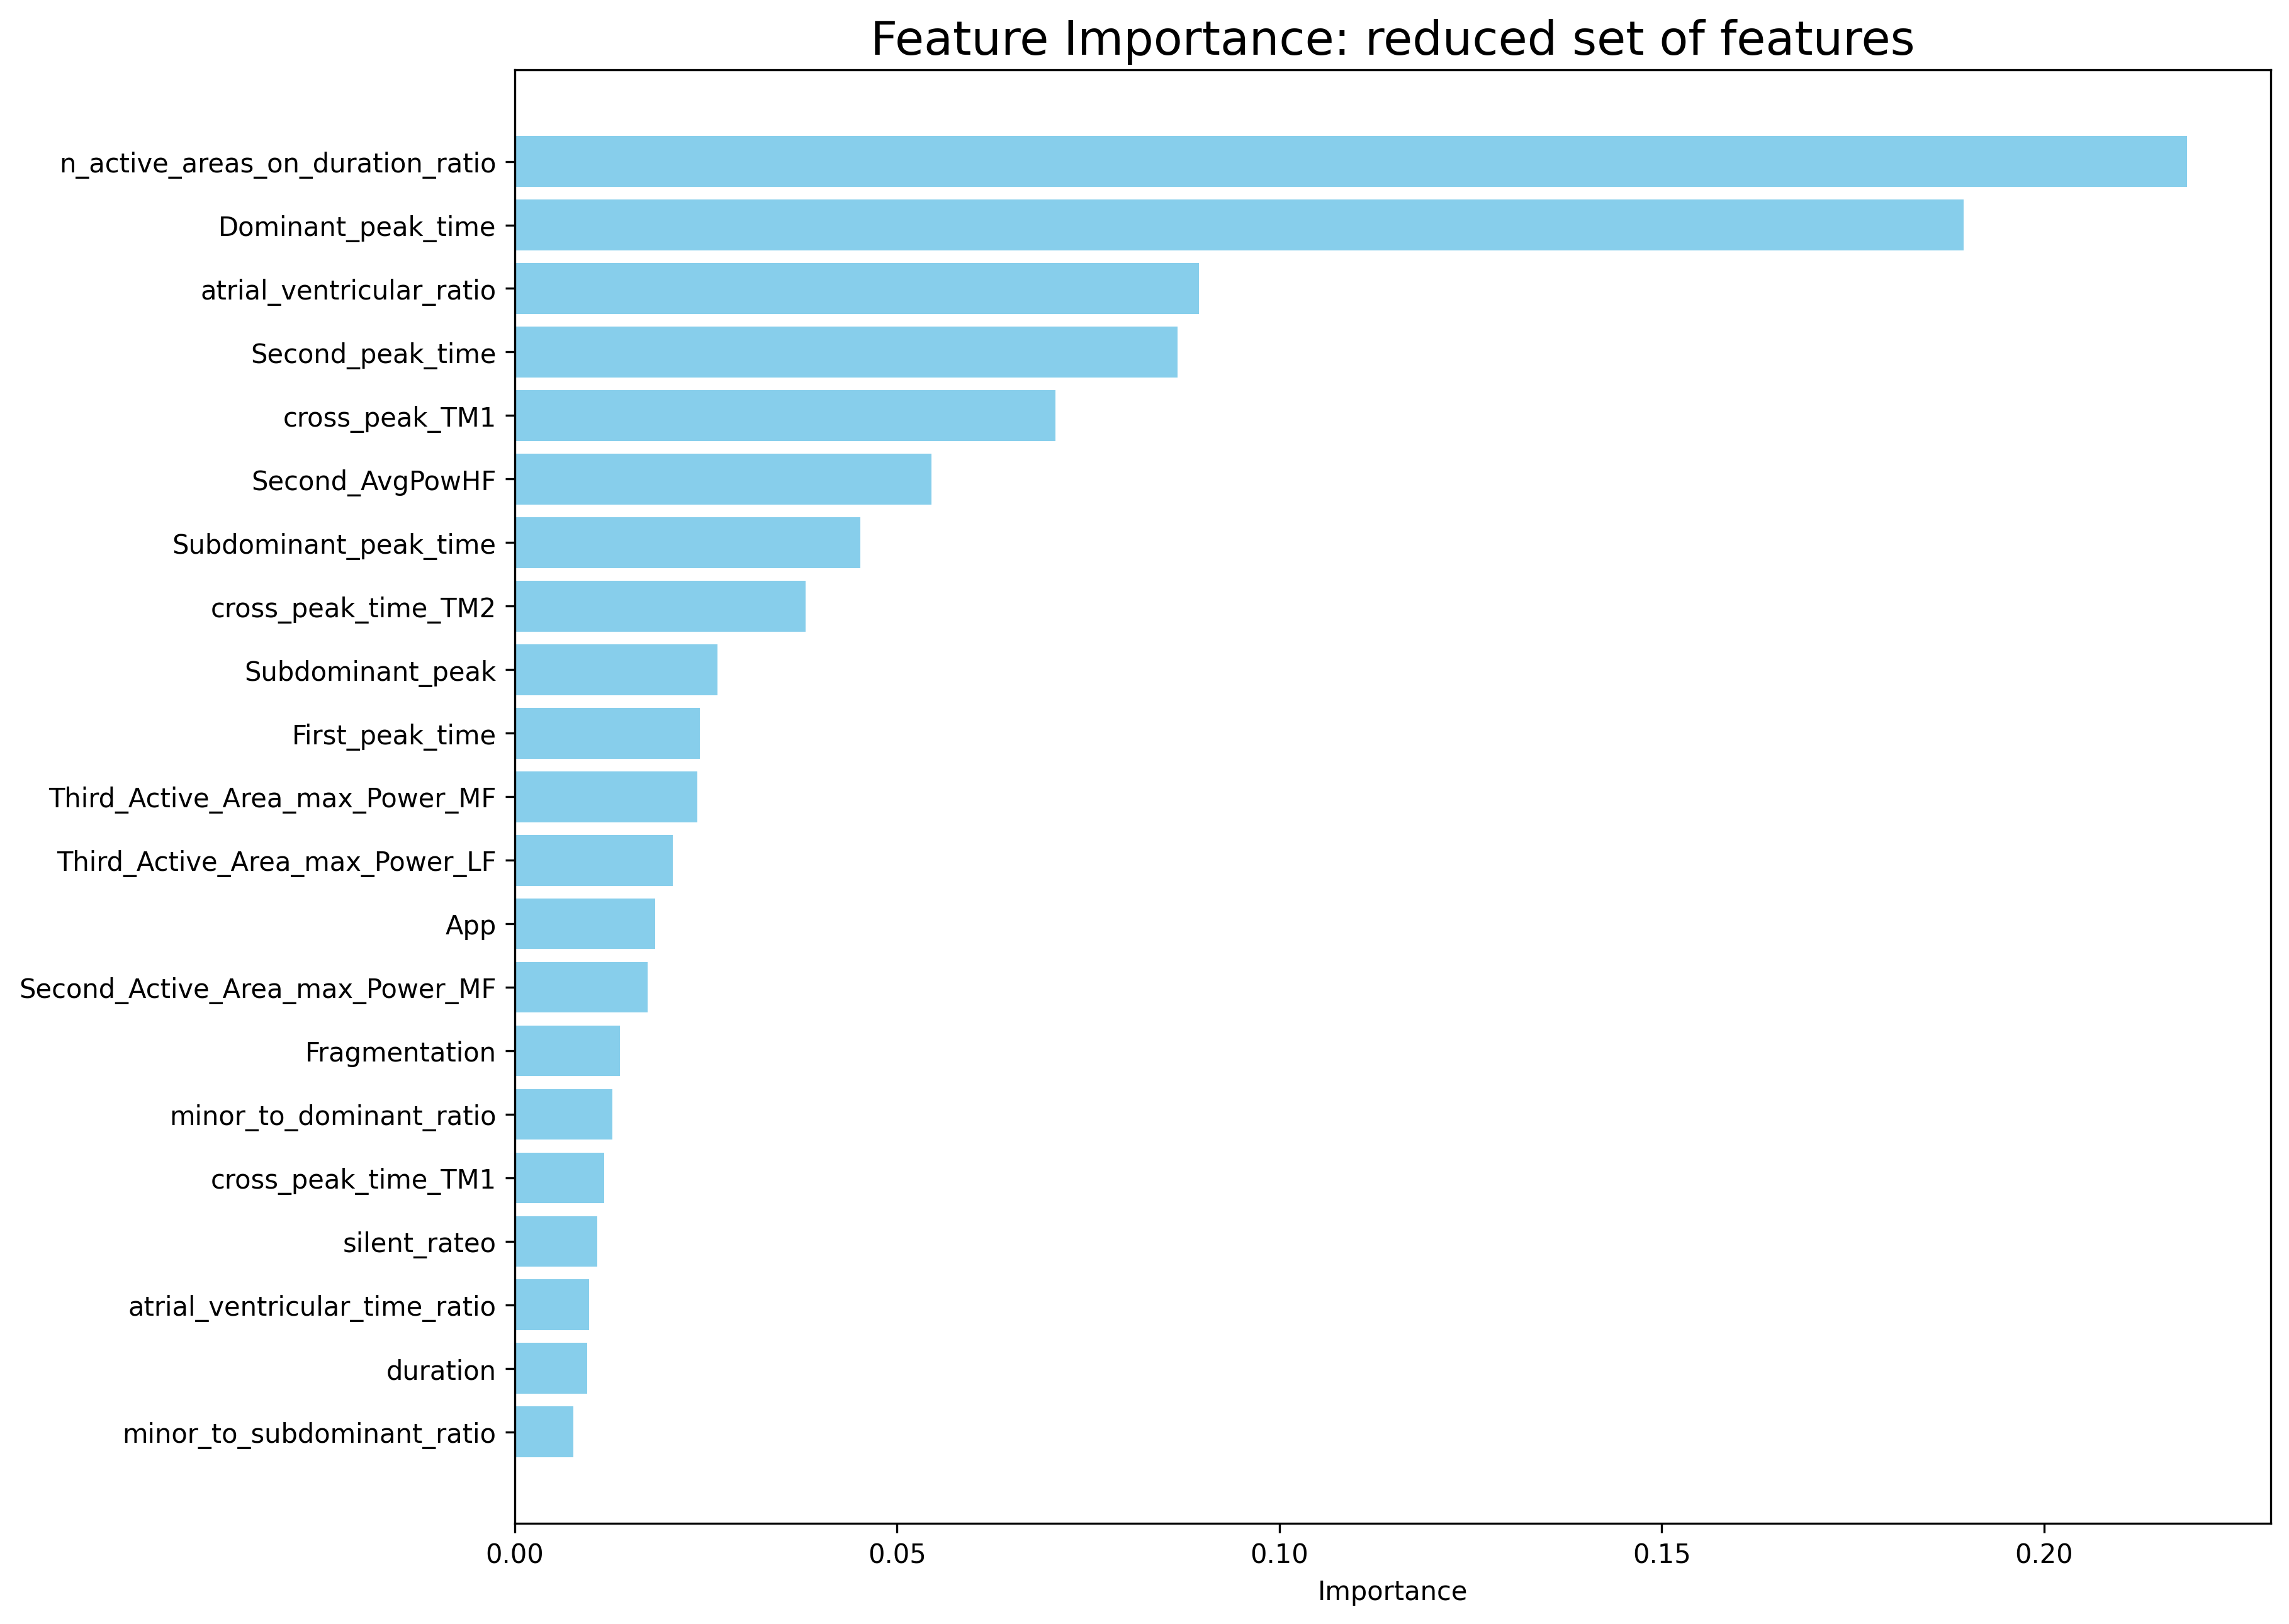 Feature Importance: reduced set of features
n_active_areas_on_duration_ratio
Dominant_peak_time
atrial_ventricular_ratio
Second_peak_time
cross_peak_TM1
Second_AvgPowHF
Subdominant_peak_time
cross_peak_time_TM2
Subdominant_peak
First_peak_time
Third_Active_Area_max_Power_MF
Third_Active_Area_max_Power_LF
App
Second_Active_Area_max_Power_MF
Fragmentation
minor_to_dominant_ratio
cross_peak_time_TM1
silent_rateo
atrial_ventricular_time_ratio
duration
minor_to_subdominant_ratio
0.00 0.05 0.10 0.15 0.20
Importance